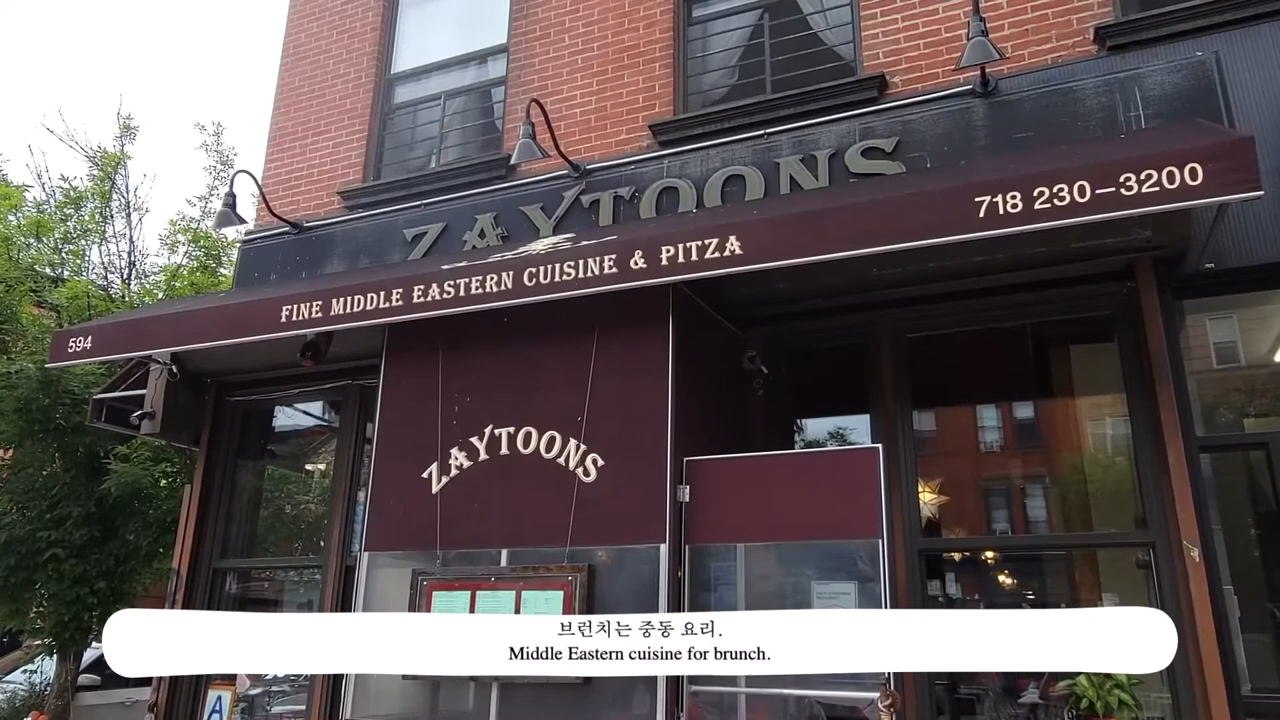 ZAYTOONS
718 230-3200
FINE MIDDLE EASTERN CUISINE & PITZA
594
ZAYTOONS
브런치는 중동 요리.
Middle Eastern cuisine for brunch.
A